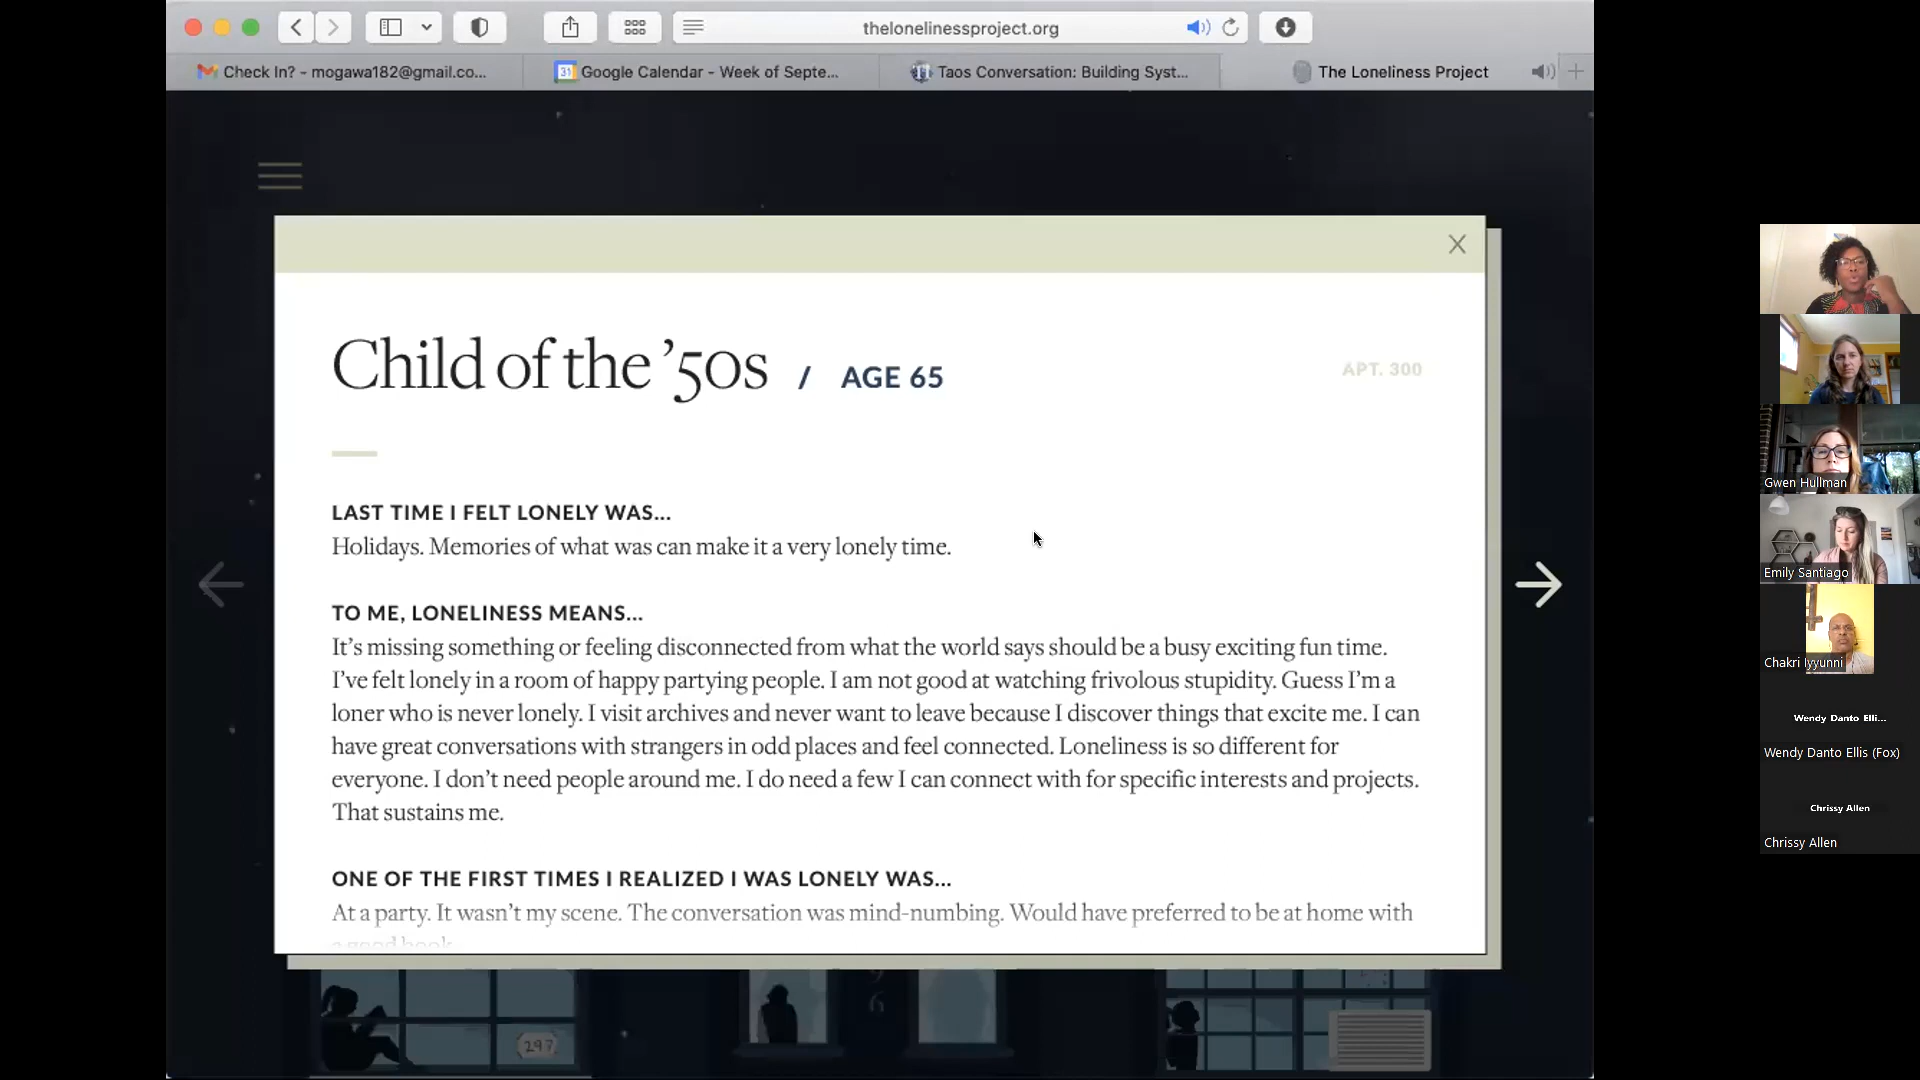 thelonelinessproject.org
Check In? - mogawa182@gmail.co...
31 Google Calendar - Week of Septe...
Taos Conversation: Building Syst...
The Loneliness Project
Child of the ’50s / AGE 65
APT. 300
LAST TIME I FELT LONELY WAS...
Holidays. Memories of what was can make it a very lonely time.
TO ME, LONELINESS MEANS...
It’s missing something or feeling disconnected from what the world says should be a busy exciting fun time.
I’ve felt lonely in a room of happy partying people. I am not good at watching frivolous stupidity. Guess I’m a
loner who is never lonely. I visit archives and never want to leave because I discover things that excite me. I can
have great conversations with strangers in odd places and feel connected. Loneliness is so different for
everyone. I don’t need people around me. I do need a few I can connect with for specific interests and projects.
That sustains me.
ONE OF THE FIRST TIMES I REALIZED I WAS LONELY WAS...
At a party. It wasn’t my scene. The conversation was mind-numbing. Would have preferred to be at home with
a good book.
297
96
Gwen Hullman
Emily Santiago
Chakri Iyyunni
Wendy Danto Elli...
Wendy Danto Ellis (Fox)
Chrissy Allen
Chrissy Allen